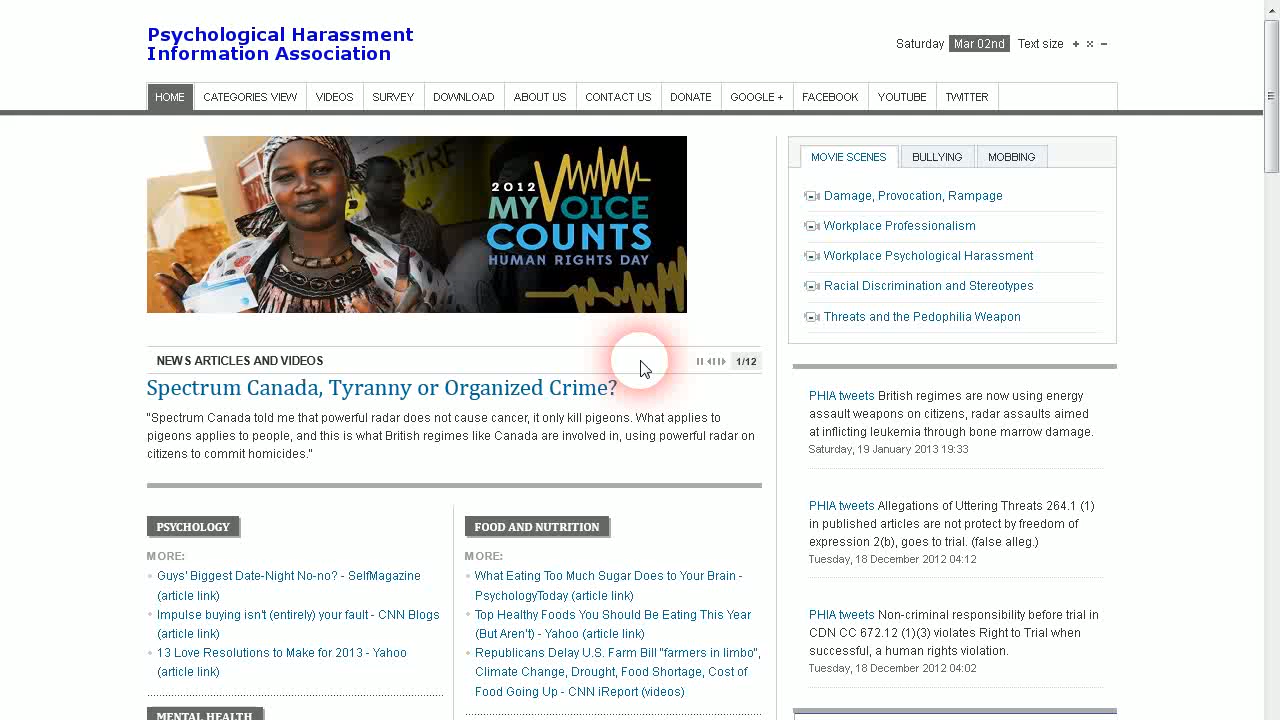 Psychological Harassment
Information Association
Saturday Mar 02nd Text size + × −
HOME CATEGORIES VIEW VIDEOS SURVEY DOWNLOAD ABOUT US CONTACT US DONATE GOOGLE + FACEBOOK YOUTUBE TWITTER
2012
MY VOICE
COUNTS
HUMAN RIGHTS DAY
NEWS ARTICLES AND VIDEOS
1/12
Spectrum Canada, Tyranny or Organized Crime?
"Spectrum Canada told me that powerful radar does not cause cancer, it only kill pigeons. What applies to
pigeons applies to people, and this is what British regimes like Canada are involved in, using powerful radar on
citizens to commit homicides."
PSYCHOLOGY
MORE:
Guys' Biggest Date-Night No-no? - SelfMagazine
(article link)
Impulse buying isn't (entirely) your fault - CNN Blogs
(article link)
13 Love Resolutions to Make for 2013 - Yahoo
(article link)
MENTAL HEALTH
FOOD AND NUTRITION
MORE:
What Eating Too Much Sugar Does to Your Brain -
PsychologyToday (article link)
Top Healthy Foods You Should Be Eating This Year
(But Aren't) - Yahoo (article link)
Republicans Delay U.S. Farm Bill "farmers in limbo",
Climate Change, Drought, Food Shortage, Cost of
Food Going Up - CNN iReport (videos)
MOVIE SCENES BULLYING MOBBING
Damage, Provocation, Rampage
Workplace Professionalism
Workplace Psychological Harassment
Racial Discrimination and Stereotypes
Threats and the Pedophilia Weapon
PHIA tweets British regimes are now using energy
assault weapons on citizens, radar assaults aimed
at inflicting leukemia through bone marrow damage.
Saturday, 19 January 2013 19:33
PHIA tweets Allegations of Uttering Threats 264.1 (1)
in published articles are not protect by freedom of
expression 2(b), goes to trial. (false alleg.)
Tuesday, 18 December 2012 04:12
PHIA tweets Non-criminal responsibility before trial in
CDN CC 672.12 (1)(3) violates Right to Trial when
successful, a human rights violation.
Tuesday, 18 December 2012 04:02